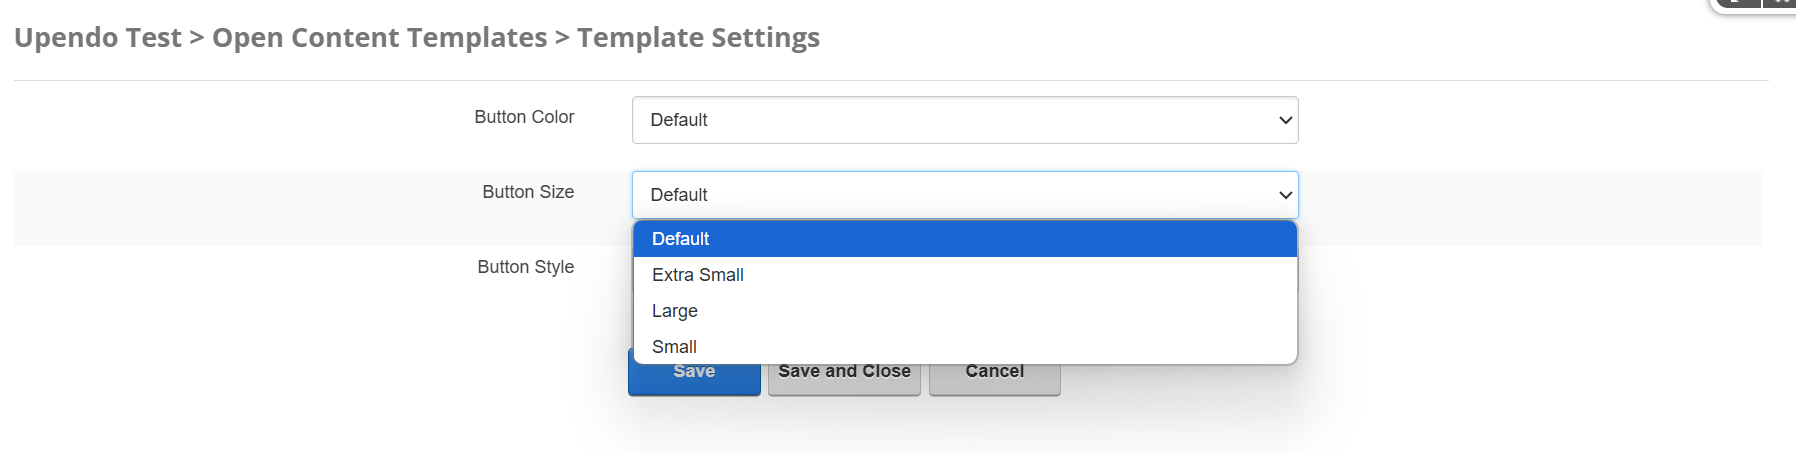 Upendo Test > Open Content Templates > Template Settings
Button Color
Default
Button Size
Default
Default
Extra Small
Large
Small
Button Style
Save
Save and Close
Cancel